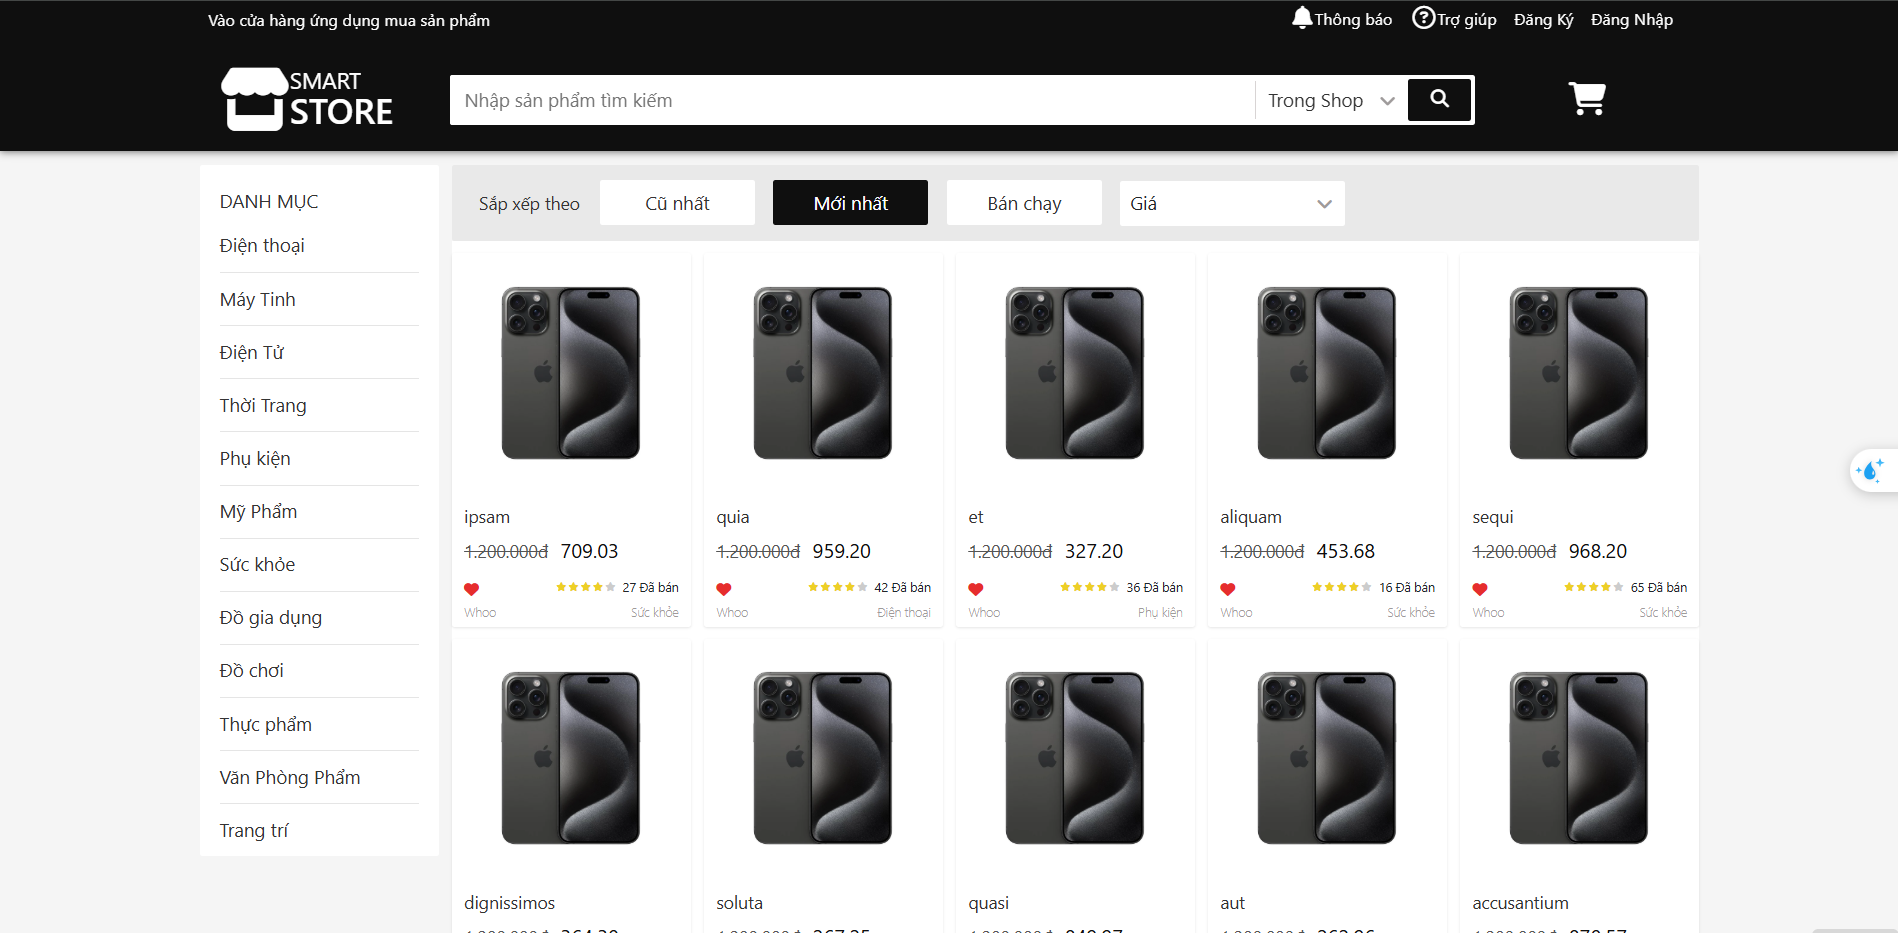 Vào cửa hàng ứng dụng mua sản phẩm
Thông báo
Trợ giúp
Đăng Ký
Đăng Nhập
SMART
STORE
Nhập sản phẩm tìm kiếm
Trong Shop
DANH MỤC
Điện thoại
Máy Tinh
Điện Tử
Thời Trang
Phụ kiện
Mỹ Phẩm
Sức khỏe
Đồ gia dụng
Đồ chơi
Thực phẩm
Văn Phòng Phẩm
Trang trí
Sắp xếp theo
Cũ nhất
Mới nhất
Bán chạy
Giá
ipsam
1.200.000đ 709.03
27 Đã bán
Whoo
Sức khỏe
quia
1.200.000đ 959.20
42 Đã bán
Whoo
Điện thoại
et
1.200.000đ 327.20
36 Đã bán
Whoo
Phụ kiện
aliquam
1.200.000đ 453.68
16 Đã bán
Whoo
Sức khỏe
sequi
1.200.000đ 968.20
65 Đã bán
Whoo
Sức khỏe
dignissimos
soluta
quasi
aut
accusantium